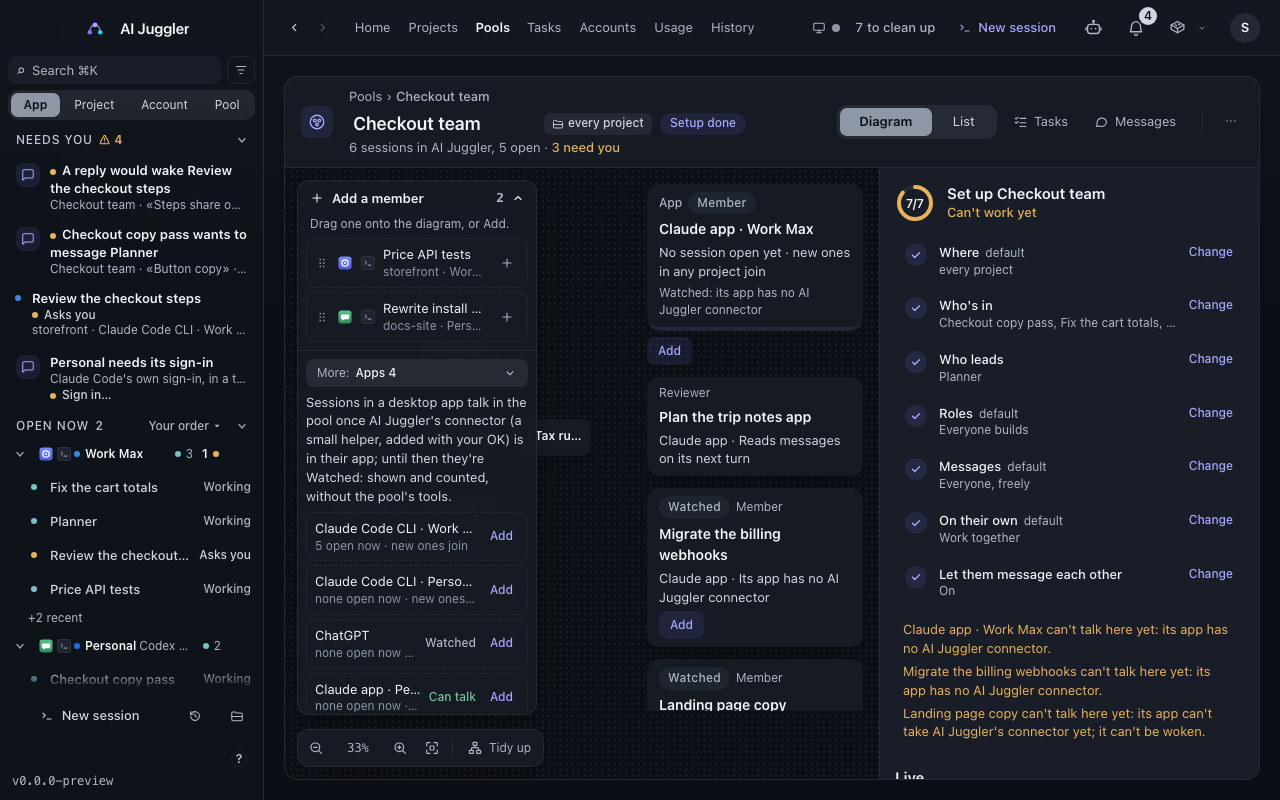 AI Juggler
Search ⌘K
App Project Account Pool
NEEDS YOU 4
A reply would wake Review the checkout steps
Checkout team · «Steps share o...
Checkout copy pass wants to message Planner
Checkout team · «Button copy» ·...
Review the checkout steps
Asks you
storefront · Claude Code CLI · Work ...
Personal needs its sign-in
Claude Code's own sign-in, in a t...
Sign in...
OPEN NOW 2 Your order
Work Max 3 1
Fix the cart totals Working
Planner Working
Review the checkout... Asks you
Price API tests Working
+2 recent
Personal Codex ... 2
Checkout copy pass Working
New session
?
v0.0.0-preview
Home Projects Pools Tasks Accounts Usage History
7 to clean up
New session
4
S
Pools › Checkout team
Checkout team
every project
Setup done
6 sessions in AI Juggler, 5 open · 3 need you
Diagram List
Tasks
Messages
Add a member 2
Drag one onto the diagram, or Add.
Price API tests
storefront · Wor...
Rewrite install ...
docs-site · Pers...
More: Apps 4
Sessions in a desktop app talk in the
pool once AI Juggler's connector (a
small helper, added with your OK) is
in their app; until then they're
Watched: shown and counted,
without the pool's tools.
Claude Code CLI · Work ...
5 open now · new ones join
Add
Claude Code CLI · Perso...
none open now · new ones...
Add
ChatGPT
none open now ...
Watched
Add
Claude app · Pe...
none open now ·...
Can talk
Add
33%
Tidy up
Tax ru...
App Member
Claude app · Work Max
No session open yet · new ones
in any project join
Watched: its app has no AI
Juggler connector
Add
Reviewer
Plan the trip notes app
Claude app · Reads messages
on its next turn
Watched Member
Migrate the billing
webhooks
Claude app · Its app has no AI
Juggler connector
Add
Watched Member
Landing page copy
7/7
Set up Checkout team
Can't work yet
Where default
every project
Change
Who's in
Checkout copy pass, Fix the cart totals, ...
Change
Who leads
Planner
Change
Roles default
Everyone builds
Change
Messages default
Everyone, freely
Change
On their own default
Work together
Change
Let them message each other
On
Change
Claude app · Work Max can't talk here yet: its app has
no AI Juggler connector.
Migrate the billing webhooks can't talk here yet: its
app has no AI Juggler connector.
Landing page copy can't talk here yet: its app can't
take AI Juggler's connector yet; it can't be woken.
Live